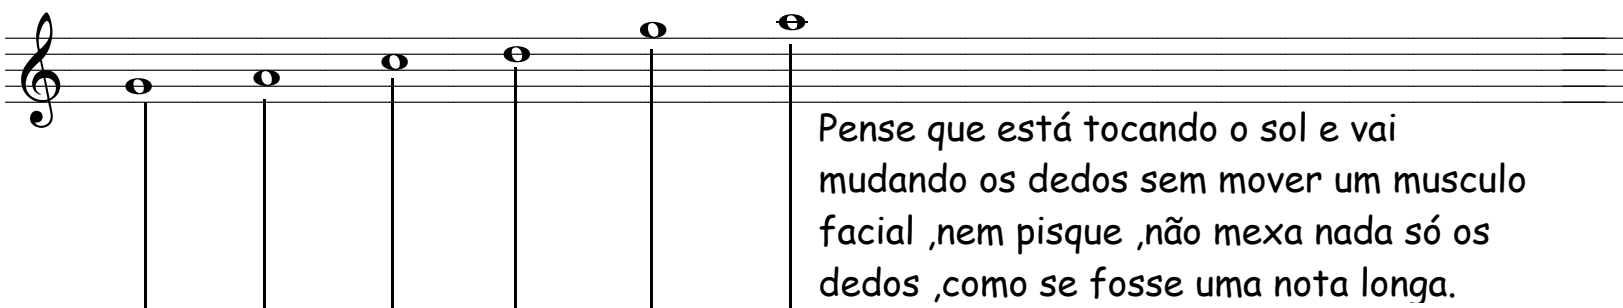 Pense que está tocando o sol e vai
mudando os dedos sem mover um musculo
facial ,nem pisque ,não mexa nada só os
dedos ,como se fosse uma nota longa.